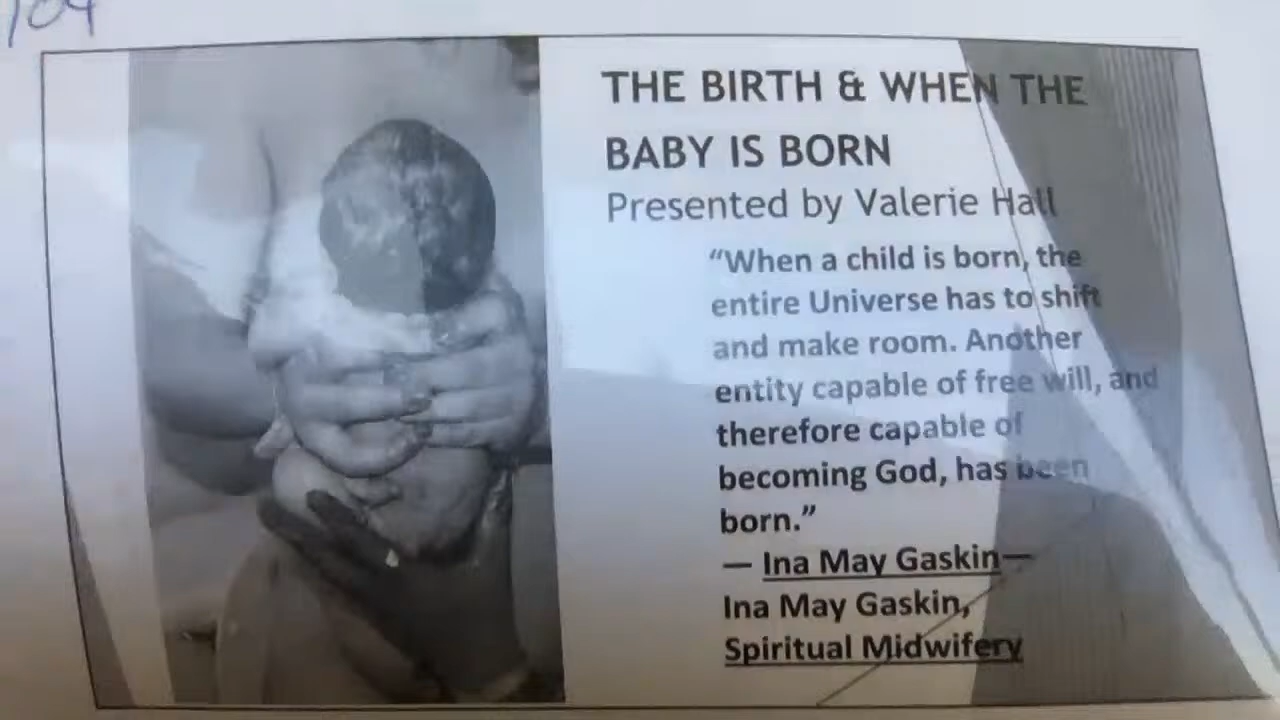 THE BIRTH & WHEN THE
BABY IS BORN
Presented by Valerie Hall
“When a child is born, the
entire Universe has to shift
and make room. Another
entity capable of free will, and
therefore capable of
becoming God, has been
born.”
— Ina May Gaskin—
Ina May Gaskin,
Spiritual Midwifery